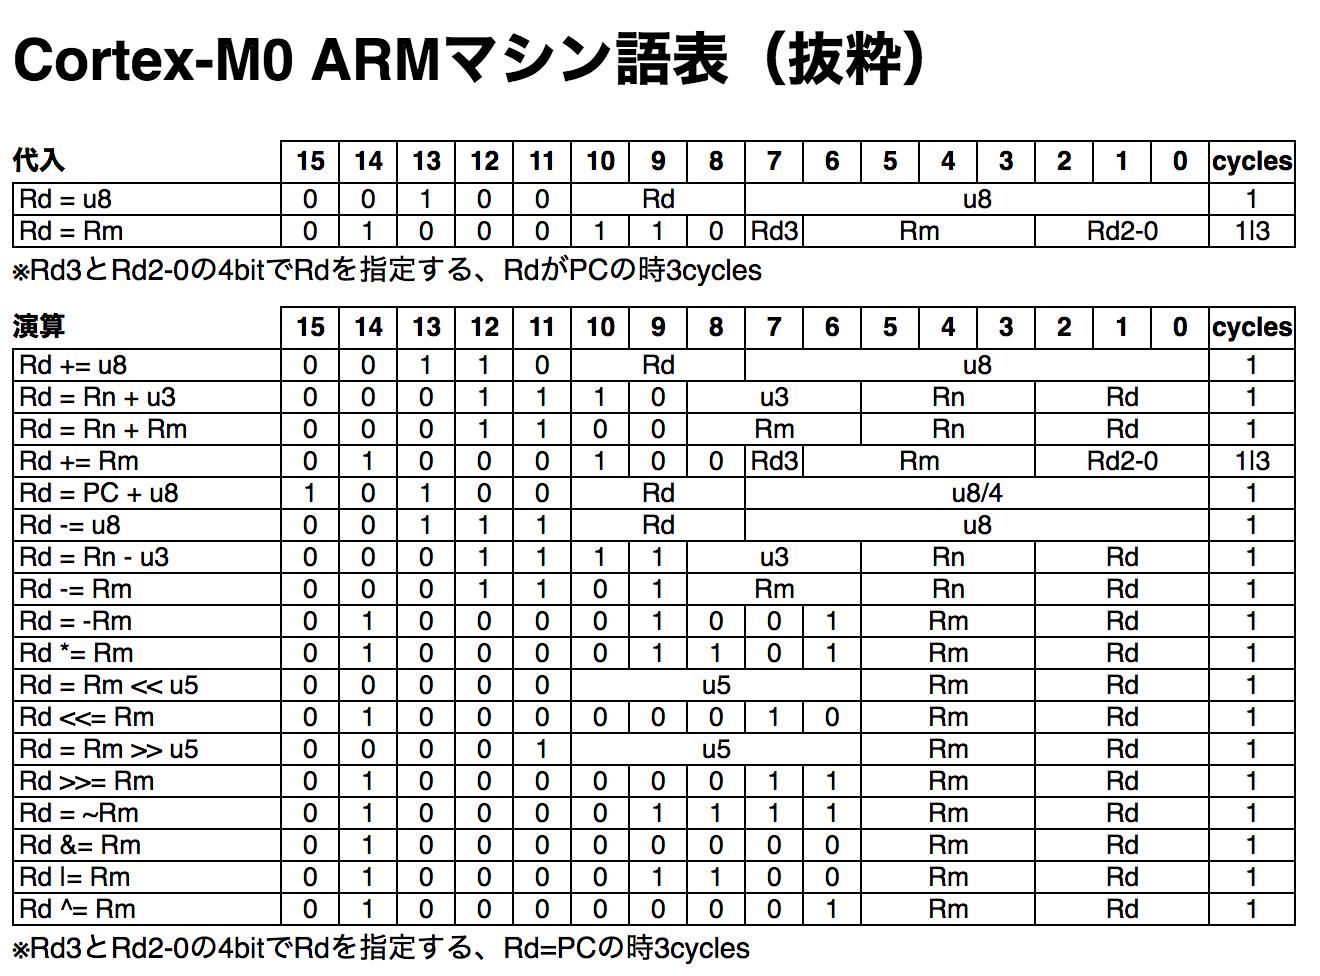 Cortex-M0 ARMマシン語表（抜粋）
代入 15 14 13 12 11 10 9 8 7 6 5 4 3 2 1 0 cycles
Rd = u8 0 0 1 0 0 Rd u8 1
Rd = Rm 0 1 0 0 0 1 1 0 Rd3 Rm Rd2-0 1|3
※Rd3とRd2-0の4bitでRdを指定する、RdがPCの時3cycles
演算 15 14 13 12 11 10 9 8 7 6 5 4 3 2 1 0 cycles
Rd += u8 0 0 1 1 0 Rd u8 1
Rd = Rn + u3 0 0 0 1 1 1 0 u3 Rn Rd 1
Rd = Rn + Rm 0 0 0 1 1 0 0 Rm Rn Rd 1
Rd += Rm 0 1 0 0 0 1 0 0 Rd3 Rm Rd2-0 1|3
Rd = PC + u8 1 0 1 0 0 Rd u8/4 1
Rd -= u8 0 0 1 1 1 Rd u8 1
Rd = Rn - u3 0 0 0 1 1 1 1 u3 Rn Rd 1
Rd -= Rm 0 0 0 1 1 0 1 Rm Rn Rd 1
Rd = -Rm 0 1 0 0 0 0 1 0 0 1 Rm Rd 1
Rd *= Rm 0 1 0 0 0 0 1 1 0 1 Rm Rd 1
Rd = Rm << u5 0 0 0 0 0 u5 Rm Rd 1
Rd <<= Rm 0 1 0 0 0 0 0 0 1 0 Rm Rd 1
Rd = Rm >> u5 0 0 0 0 1 u5 Rm Rd 1
Rd >>= Rm 0 1 0 0 0 0 0 0 1 1 Rm Rd 1
Rd = ~Rm 0 1 0 0 0 0 1 1 1 1 Rm Rd 1
Rd &= Rm 0 1 0 0 0 0 0 0 0 0 Rm Rd 1
Rd |= Rm 0 1 0 0 0 0 1 1 0 0 Rm Rd 1
Rd ^= Rm 0 1 0 0 0 0 0 0 0 1 Rm Rd 1
※Rd3とRd2-0の4bitでRdを指定する、Rd=PCの時3cycles